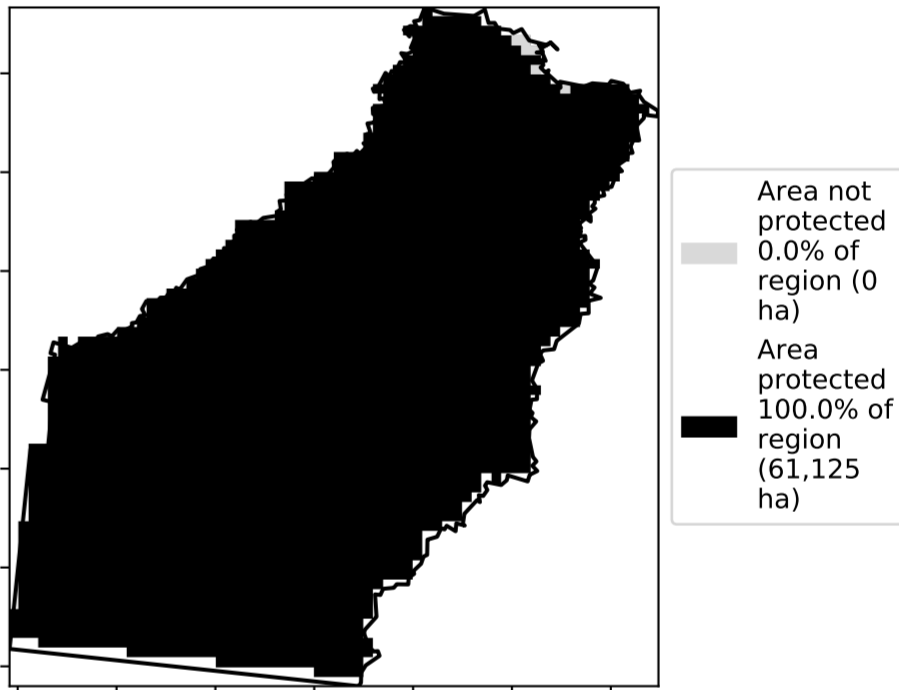 Area not
protected
0.0% of
region (0
ha)
Area
protected
100.0% of
region
(61,125
ha)